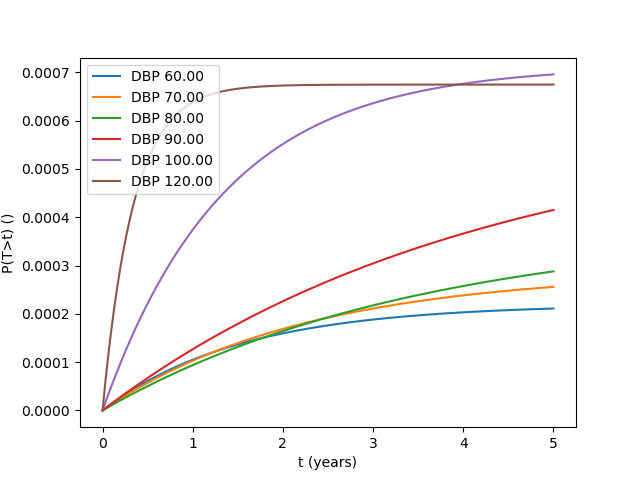 0.0007
0.0006
0.0005
0.0004
0.0003
0.0002
0.0001
0.0000
P(T>t) ()
DBP 60.00
DBP 70.00
DBP 80.00
DBP 90.00
DBP 100.00
DBP 120.00
0 1 2 3 4 5
t (years)